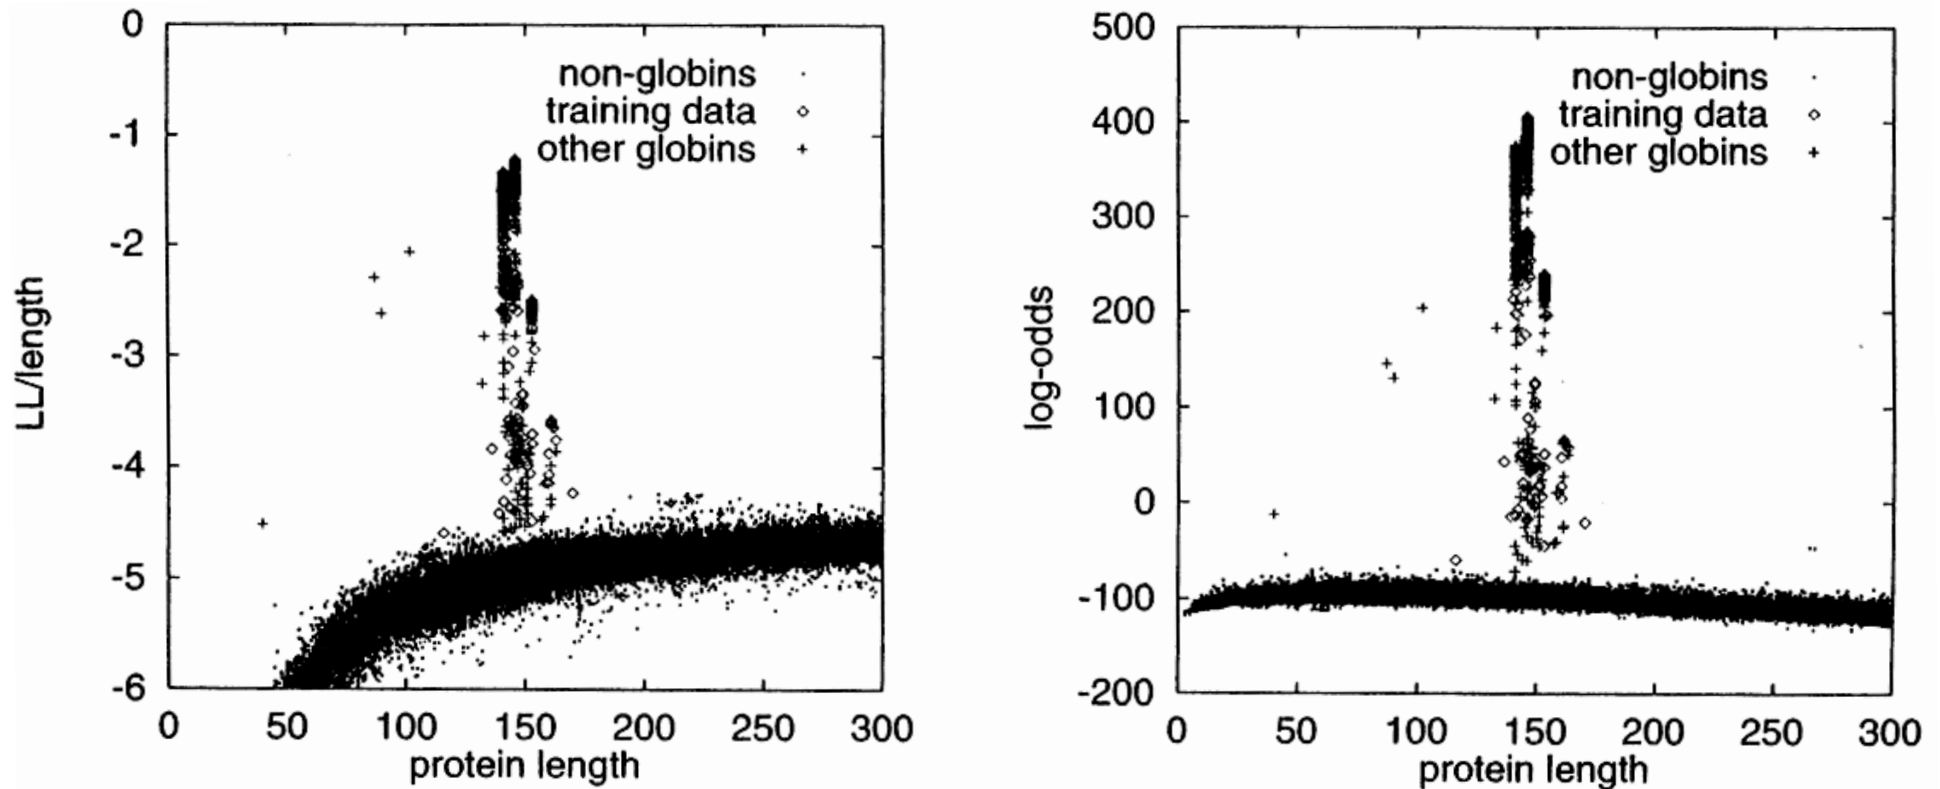 0
-1
-2
-3
-4
-5
-6
LL/length
non-globins
training data
other globins
0 50 100 150 200 250 300
protein length
500
400
300
200
100
0
-100
-200
log-odds
non-globins
training data
other globins
0 50 100 150 200 250 300
protein length